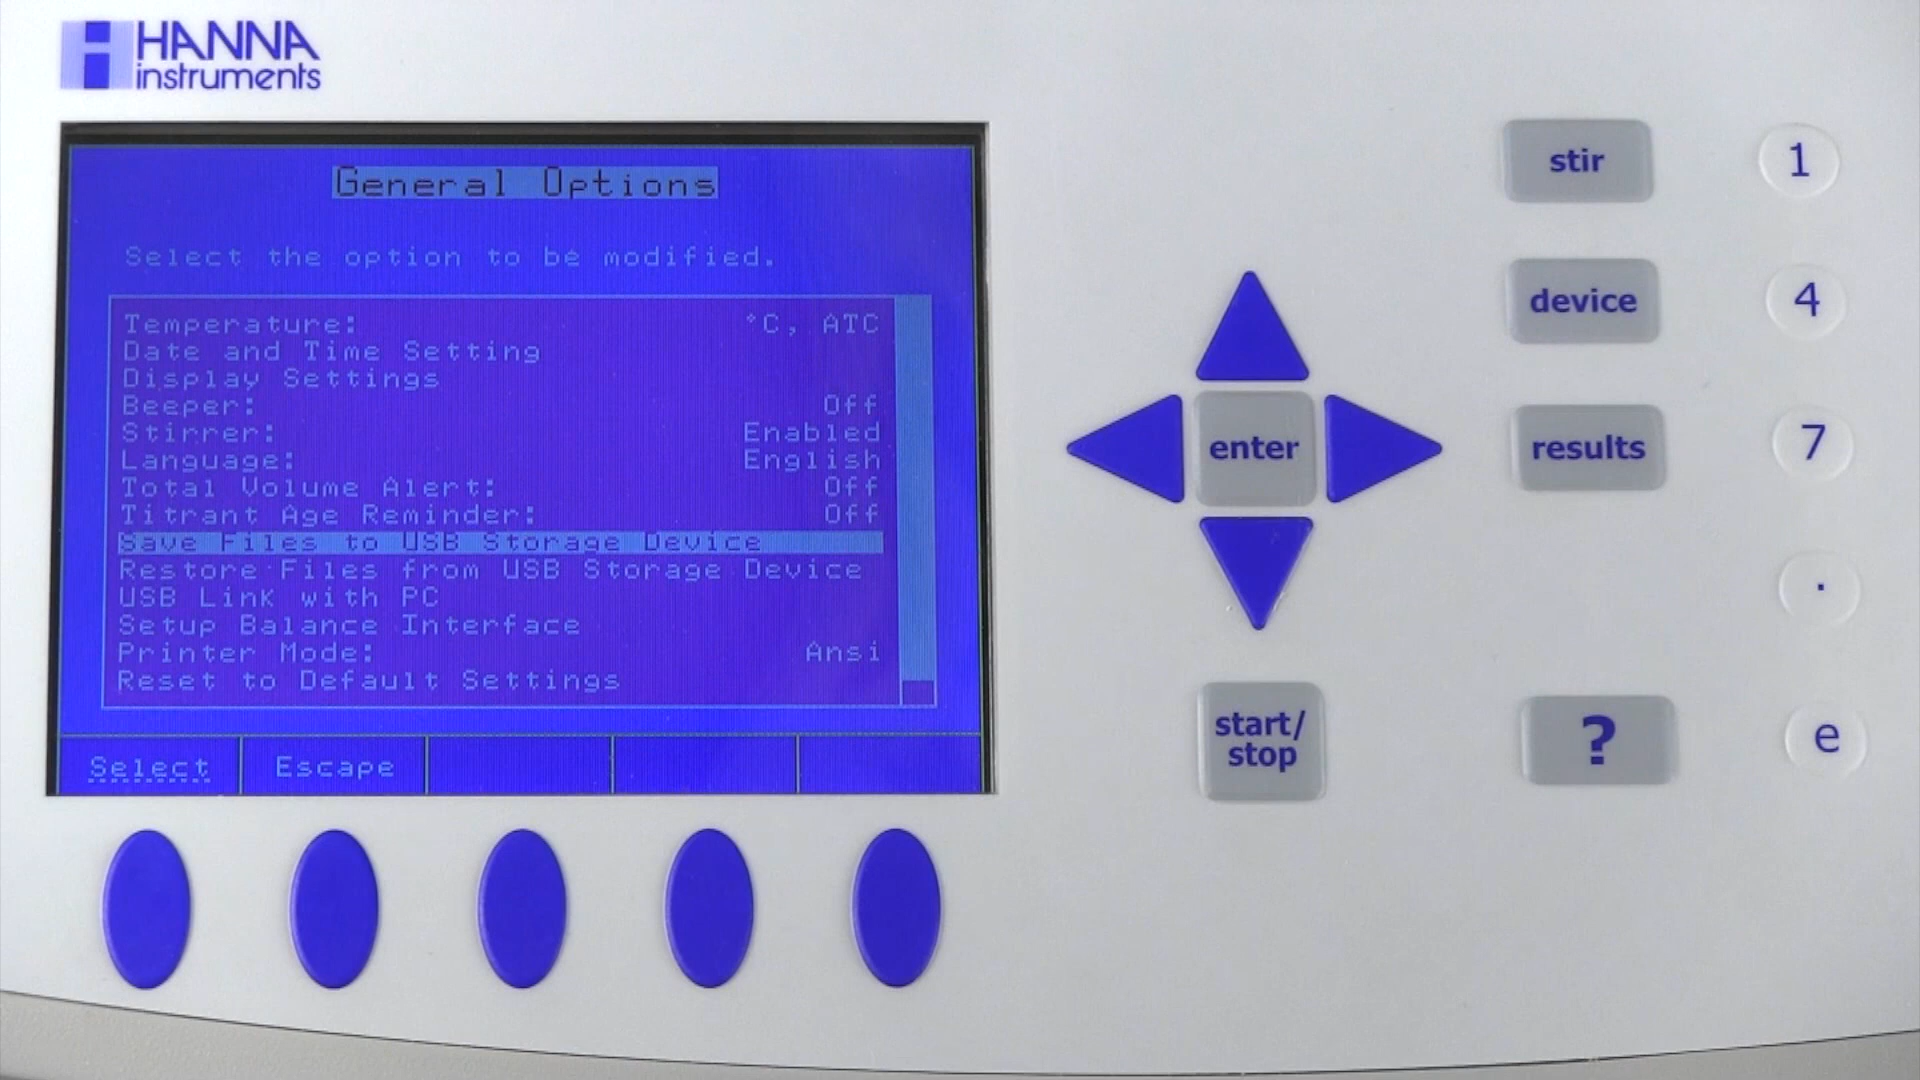 HANNA
instruments
General Options
Select the option to be modified.
Temperature: °C, ATC
Date and Time Setting
Display Settings
Beeper: Off
Stirrer: Enabled
Language: English
Total Volume Alert: Off
Titrant Age Reminder: Off
Save Files to USB Storage Device
Restore Files from USB Storage Device
USB Link with PC
Setup Balance Interface
Printer Mode: Ansi
Reset to Default Settings
Select Escape
enter
start/
stop
stir
device
results
?
1
4
7
.
e